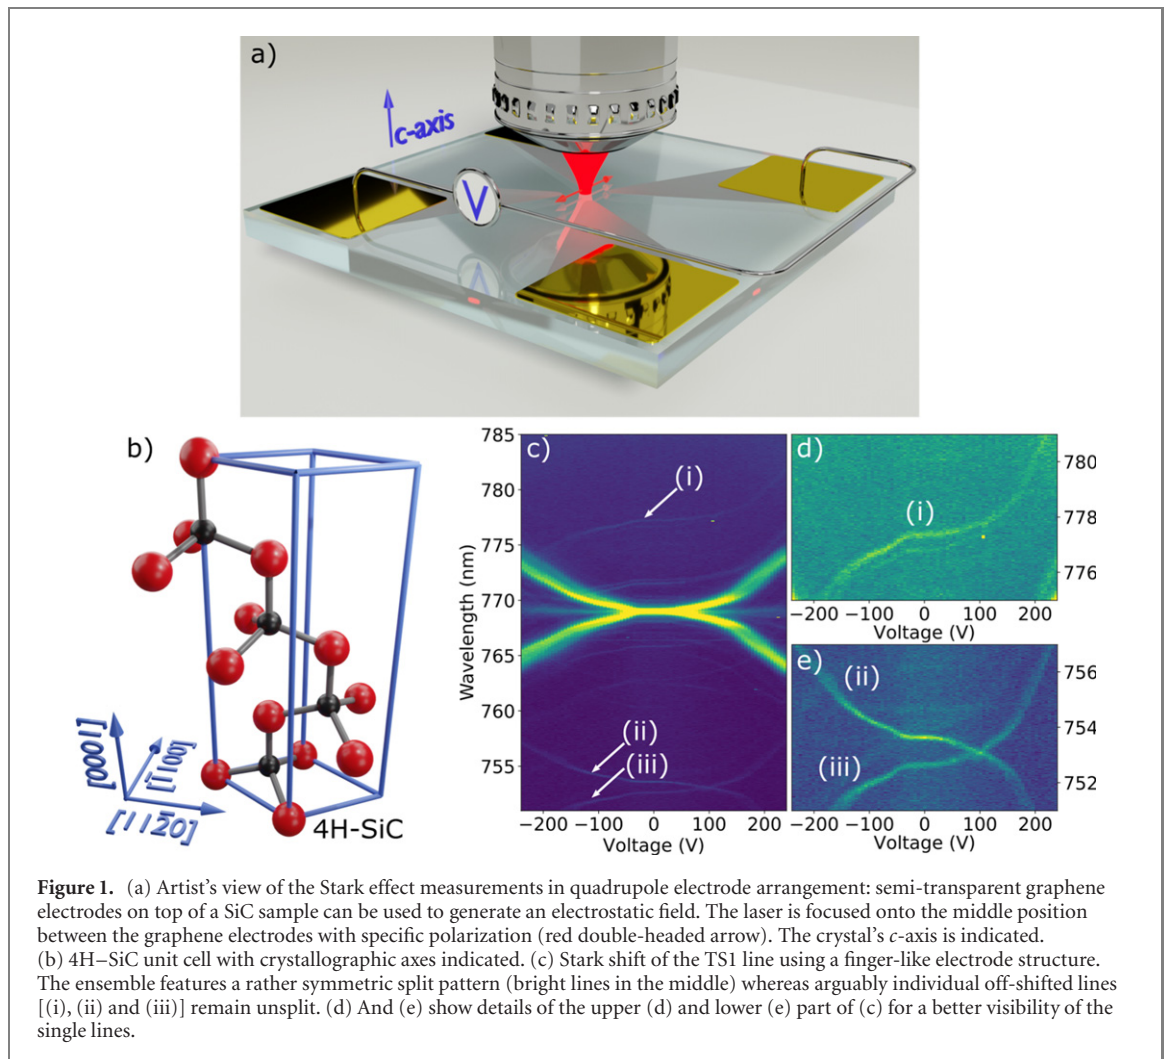 a)
c-axis
V
V
b)
[0001]
[1̅100]
[112̅0]
4H-SiC
c)
785
780
775
770
765
760
755
Wavelength (nm)
(i)
(ii)
(iii)
−200 −100 0 100 200
Voltage (V)
d)
(i)
780
778
776
−200 −100 0 100 200
Voltage (V)
e)
(ii)
(iii)
756
754
752
−200 −100 0 100 200
Voltage (V)
Figure 1. (a) Artist's view of the Stark effect measurements in quadrupole electrode arrangement: semi-transparent graphene
electrodes on top of a SiC sample can be used to generate an electrostatic field. The laser is focused onto the middle position
between the graphene electrodes with specific polarization (red double-headed arrow). The crystal's c-axis is indicated.
(b) 4H–SiC unit cell with crystallographic axes indicated. (c) Stark shift of the TS1 line using a finger-like electrode structure.
The ensemble features a rather symmetric split pattern (bright lines in the middle) whereas arguably individual off-shifted lines
[(i), (ii) and (iii)] remain unsplit. (d) And (e) show details of the upper (d) and lower (e) part of (c) for a better visibility of the
single lines.